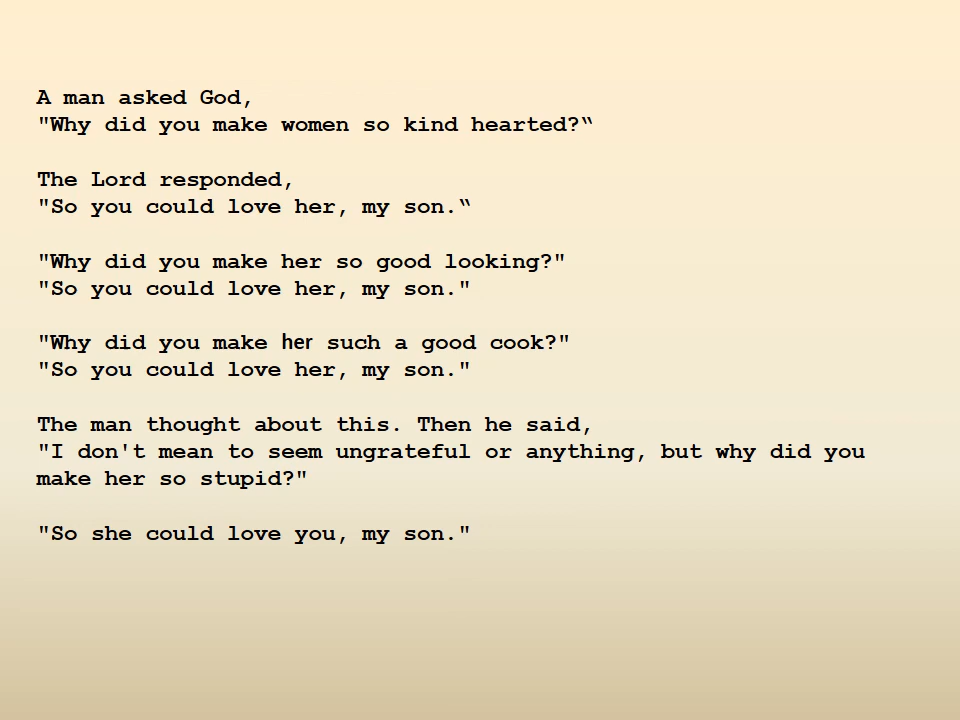 A man asked God,
"Why did you make women so kind hearted?“
The Lord responded,
"So you could love her, my son.“
"Why did you make her so good looking?"
"So you could love her, my son."
"Why did you make her such a good cook?"
"So you could love her, my son."
The man thought about this. Then he said,
"I don't mean to seem ungrateful or anything, but why did you
make her so stupid?"
"So she could love you, my son."